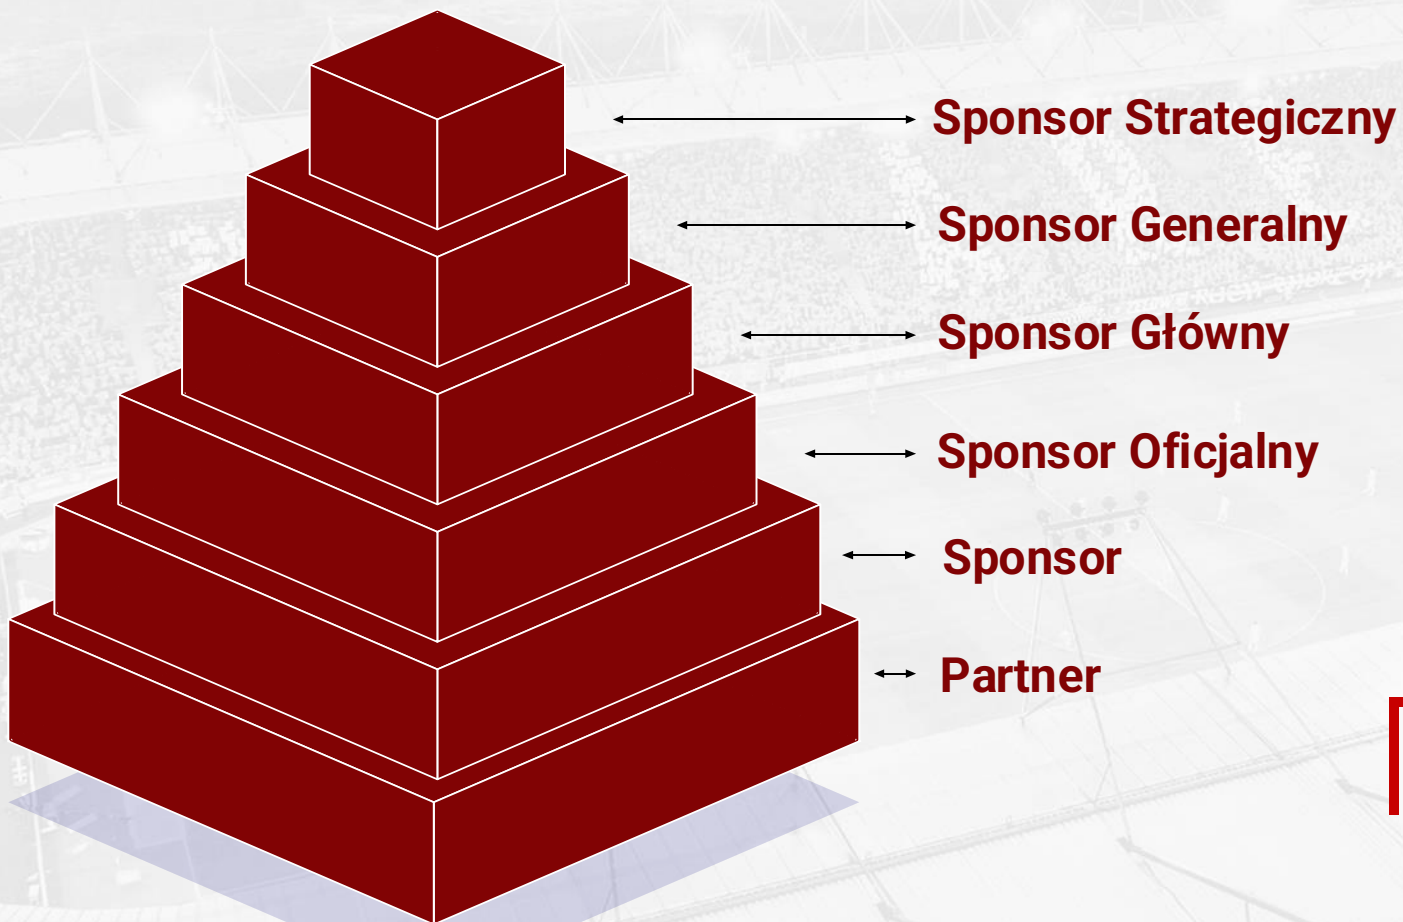 Sponsor Strategiczny
Sponsor Generalny
Sponsor Główny
Sponsor Oficjalny
Sponsor
Partner